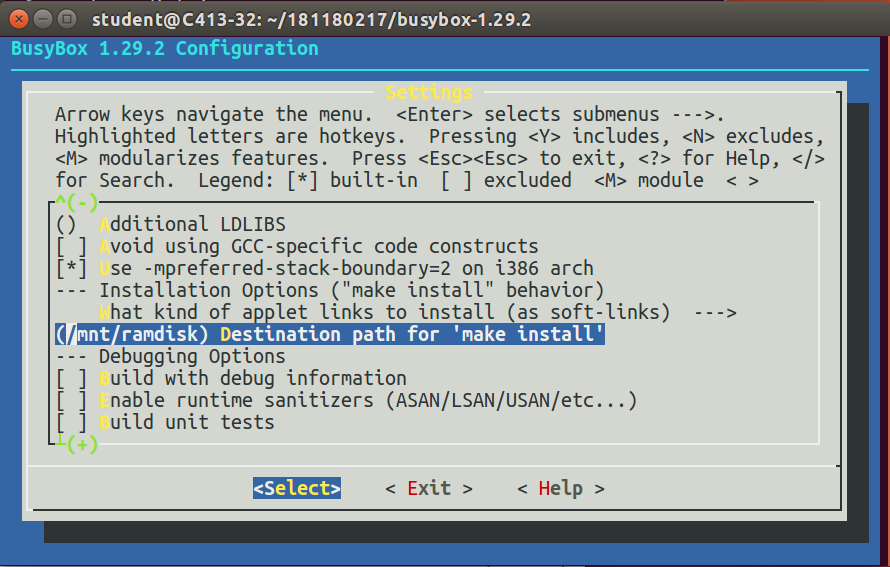 student@C413-32: ~/181180217/busybox-1.29.2
BusyBox 1.29.2 Configuration
Settings
Arrow keys navigate the menu.  <Enter> selects submenus --->.
Highlighted letters are hotkeys.  Pressing <Y> includes, <N> excludes,
<M> modularizes features.  Press <Esc><Esc> to exit, <?> for Help, </>
for Search.  Legend: [*] built-in  [ ] excluded  <M> module  < >
^(-)
()  Additional LDLIBS
[ ] Avoid using GCC-specific code constructs
[*] Use -mpreferred-stack-boundary=2 on i386 arch
--- Installation Options ("make install" behavior)
What kind of applet links to install (as soft-links)  --->
(/mnt/ramdisk) Destination path for 'make install'
--- Debugging Options
[ ] Build with debug information
[ ] Enable runtime sanitizers (ASAN/LSAN/USAN/etc...)
[ ] Build unit tests
┴(+)
<Select>    < Exit >    < Help >